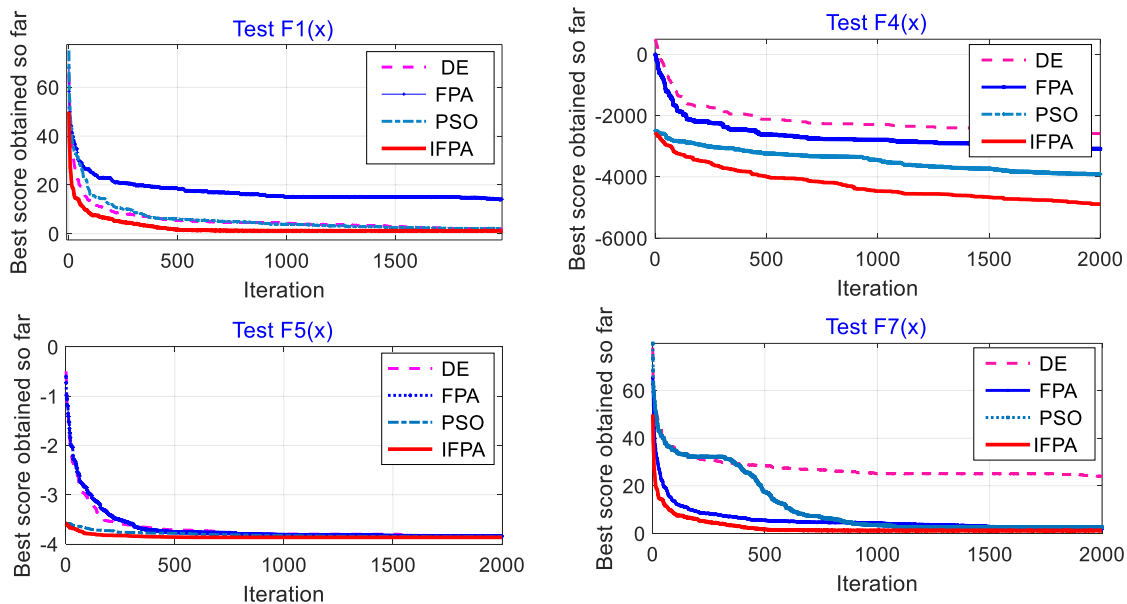 Test F1(x)
Best score obtained so far
60
40
20
0
0
500
1000
1500
Iteration
DE
FPA
PSO
IFPA
Test F4(x)
Best score obtained so far
0
-2000
-4000
-6000
0
500
1000
1500
2000
Iteration
DE
FPA
PSO
IFPA
Test F5(x)
Best score obtained so far
0
-1
-2
-3
-4
0
500
1000
1500
2000
Iteration
DE
FPA
PSO
IFPA
Test F7(x)
Best score obtained so far
60
40
20
0
0
500
1000
1500
2000
Iteration
DE
FPA
PSO
IFPA